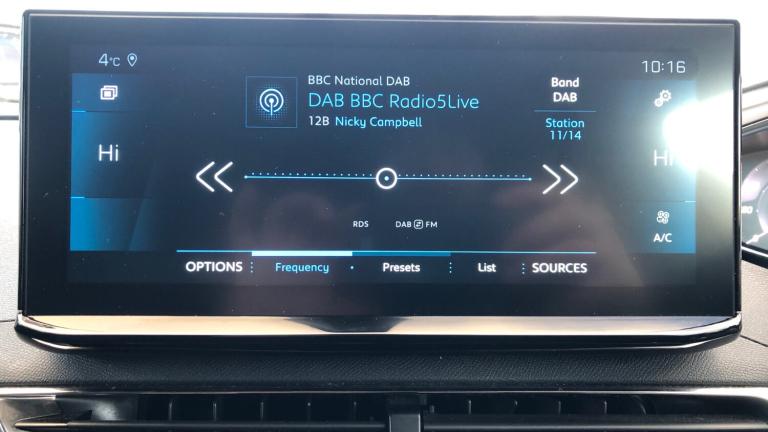 4°C
10:16
BBC National DAB
DAB BBC Radio5Live
12B Nicky Campbell
Band
DAB
Station
11/14
Hi
Hi
RDS
DAB FM
A/C
OPTIONS
Frequency
Presets
List
SOURCES
80